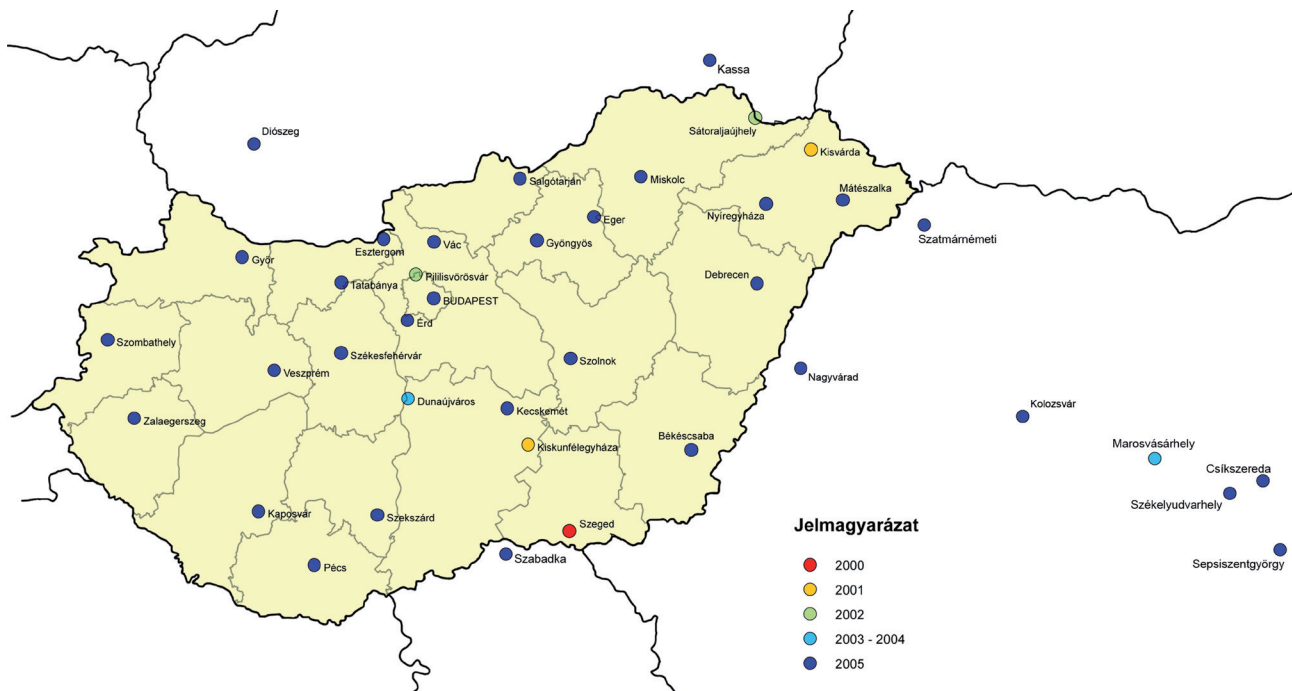 Kassa
Diószeg
Sátoraljaújhely
Kisvárda
Salgótarján
Miskolc
Mátészalka
Nyíregyháza
Eger
Szatmárnémeti
Esztergom
Vác
Gyöngyös
Győr
Pililisvörösvár
Debrecen
Tatabánya
BUDAPEST
Érd
Szombathely
Székesfehérvár
Szolnok
Veszprém
Nagyvárad
Dunaújváros
Kecskemét
Kolozsvár
Zalaegerszeg
Kiskunfélegyháza
Békéscsaba
Marosvásárhely
Csíkszereda
Székelyudvarhely
Kaposvár
Szekszárd
Szeged
Jelmagyarázat
Szabadka
Pécs
Sepsiszentgyörgy
2000
2001
2002
2003 - 2004
2005